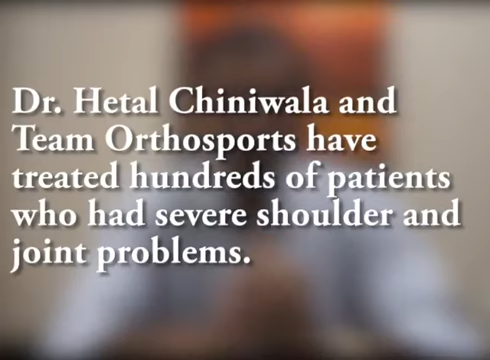 Dr. Hetal Chiniwala and
Team Orthosports have
treated hundreds of patients
who had severe shoulder and
joint problems.